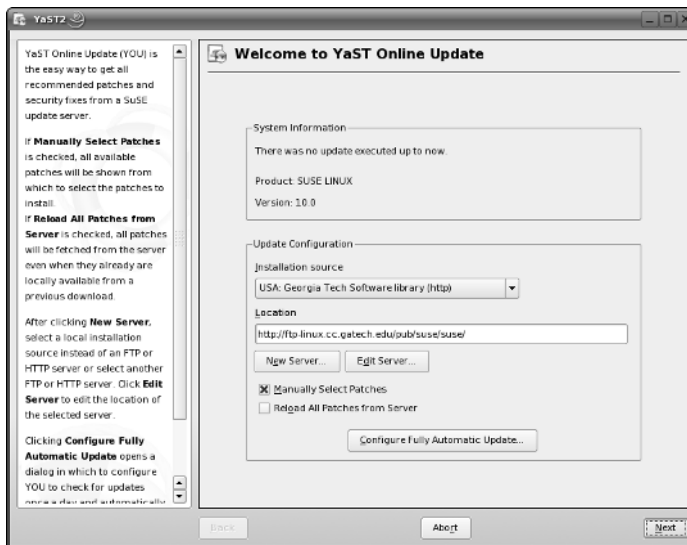 YaST2
YaST Online Update (YOU) is
the easy way to get all
recommended patches and
security fixes from a SuSE
update server.
If Manually Select Patches
is checked, all available
patches will be shown from
which to select the patches to
install.
If Reload All Patches from
Server is checked, all patches
will be fetched from the server
even when they already are
locally available from a
previous download.
After clicking New Server,
select a local installation
source instead of an FTP or
HTTP server or select another
FTP or HTTP server. Click Edit
Server to edit the location of
the selected server.
Clicking Configure Fully
Automatic Update opens a
dialog in which to configure
YOU to check for updates
once a day and automatically
Welcome to YaST Online Update
System Information
There was no update executed up to now.
Product: SUSE LINUX
Version: 10.0
Update Configuration
Installation source
USA: Georgia Tech Software library (http)
Location
http://ftp-linux.cc.gatech.edu/pub/suse/suse/
New Server... Edit Server...
Manually Select Patches
Reload All Patches from Server
Configure Fully Automatic Update...
Back Abort Next